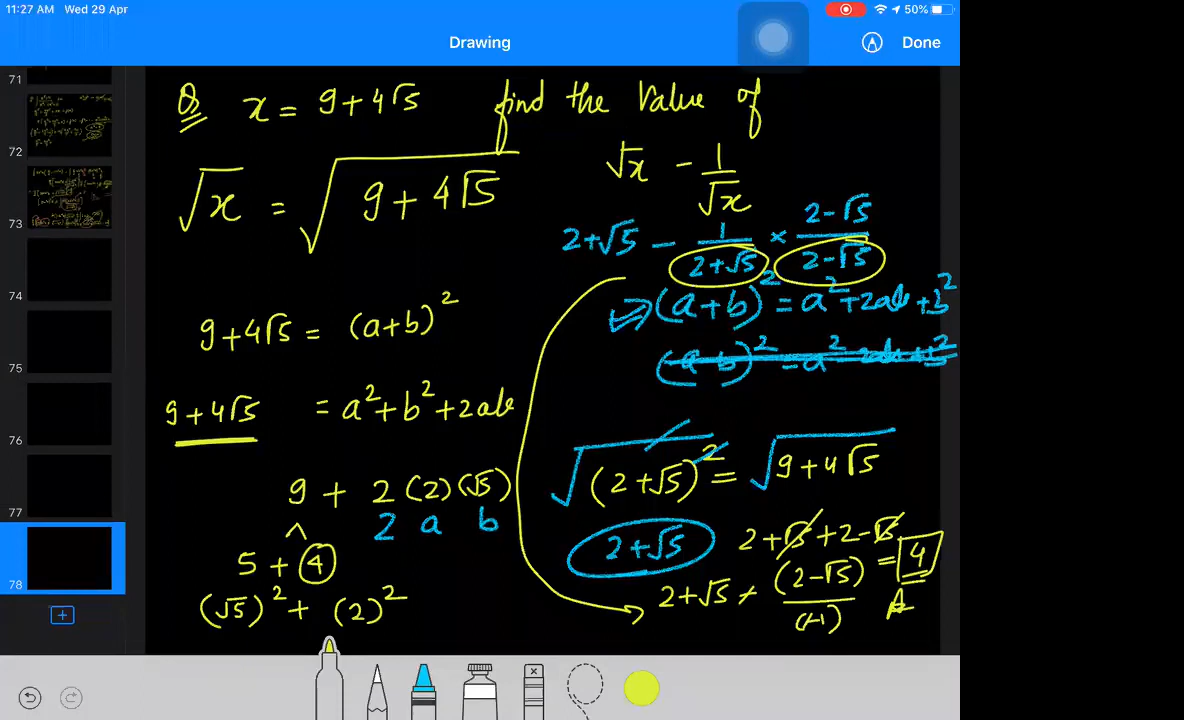 11:27 AM Wed 29 Apr
50%
Drawing
Done
71
72
73
74
75
76
77
78
Q. x = 9+4√5 find the value of
√x - 1/√x
√x = √(9+4√5)
2+√5 - 1/(2+√5) × (2-√5)/(2-√5)
⇒ (a+b)² = a²+2ab+b²
(a-b)² = a² - 2ab + b²
9+4√5 = (a+b)²
9+4√5 = a²+b²+2ab
9 + 2(2)(√5)
2 a b
5 + 4
(√5)² + (2)²
√(2+√5)² = √(9+4√5)
2+√5
2+√5+2-√5 = 4
2+√5 - (2-√5)/(-1)